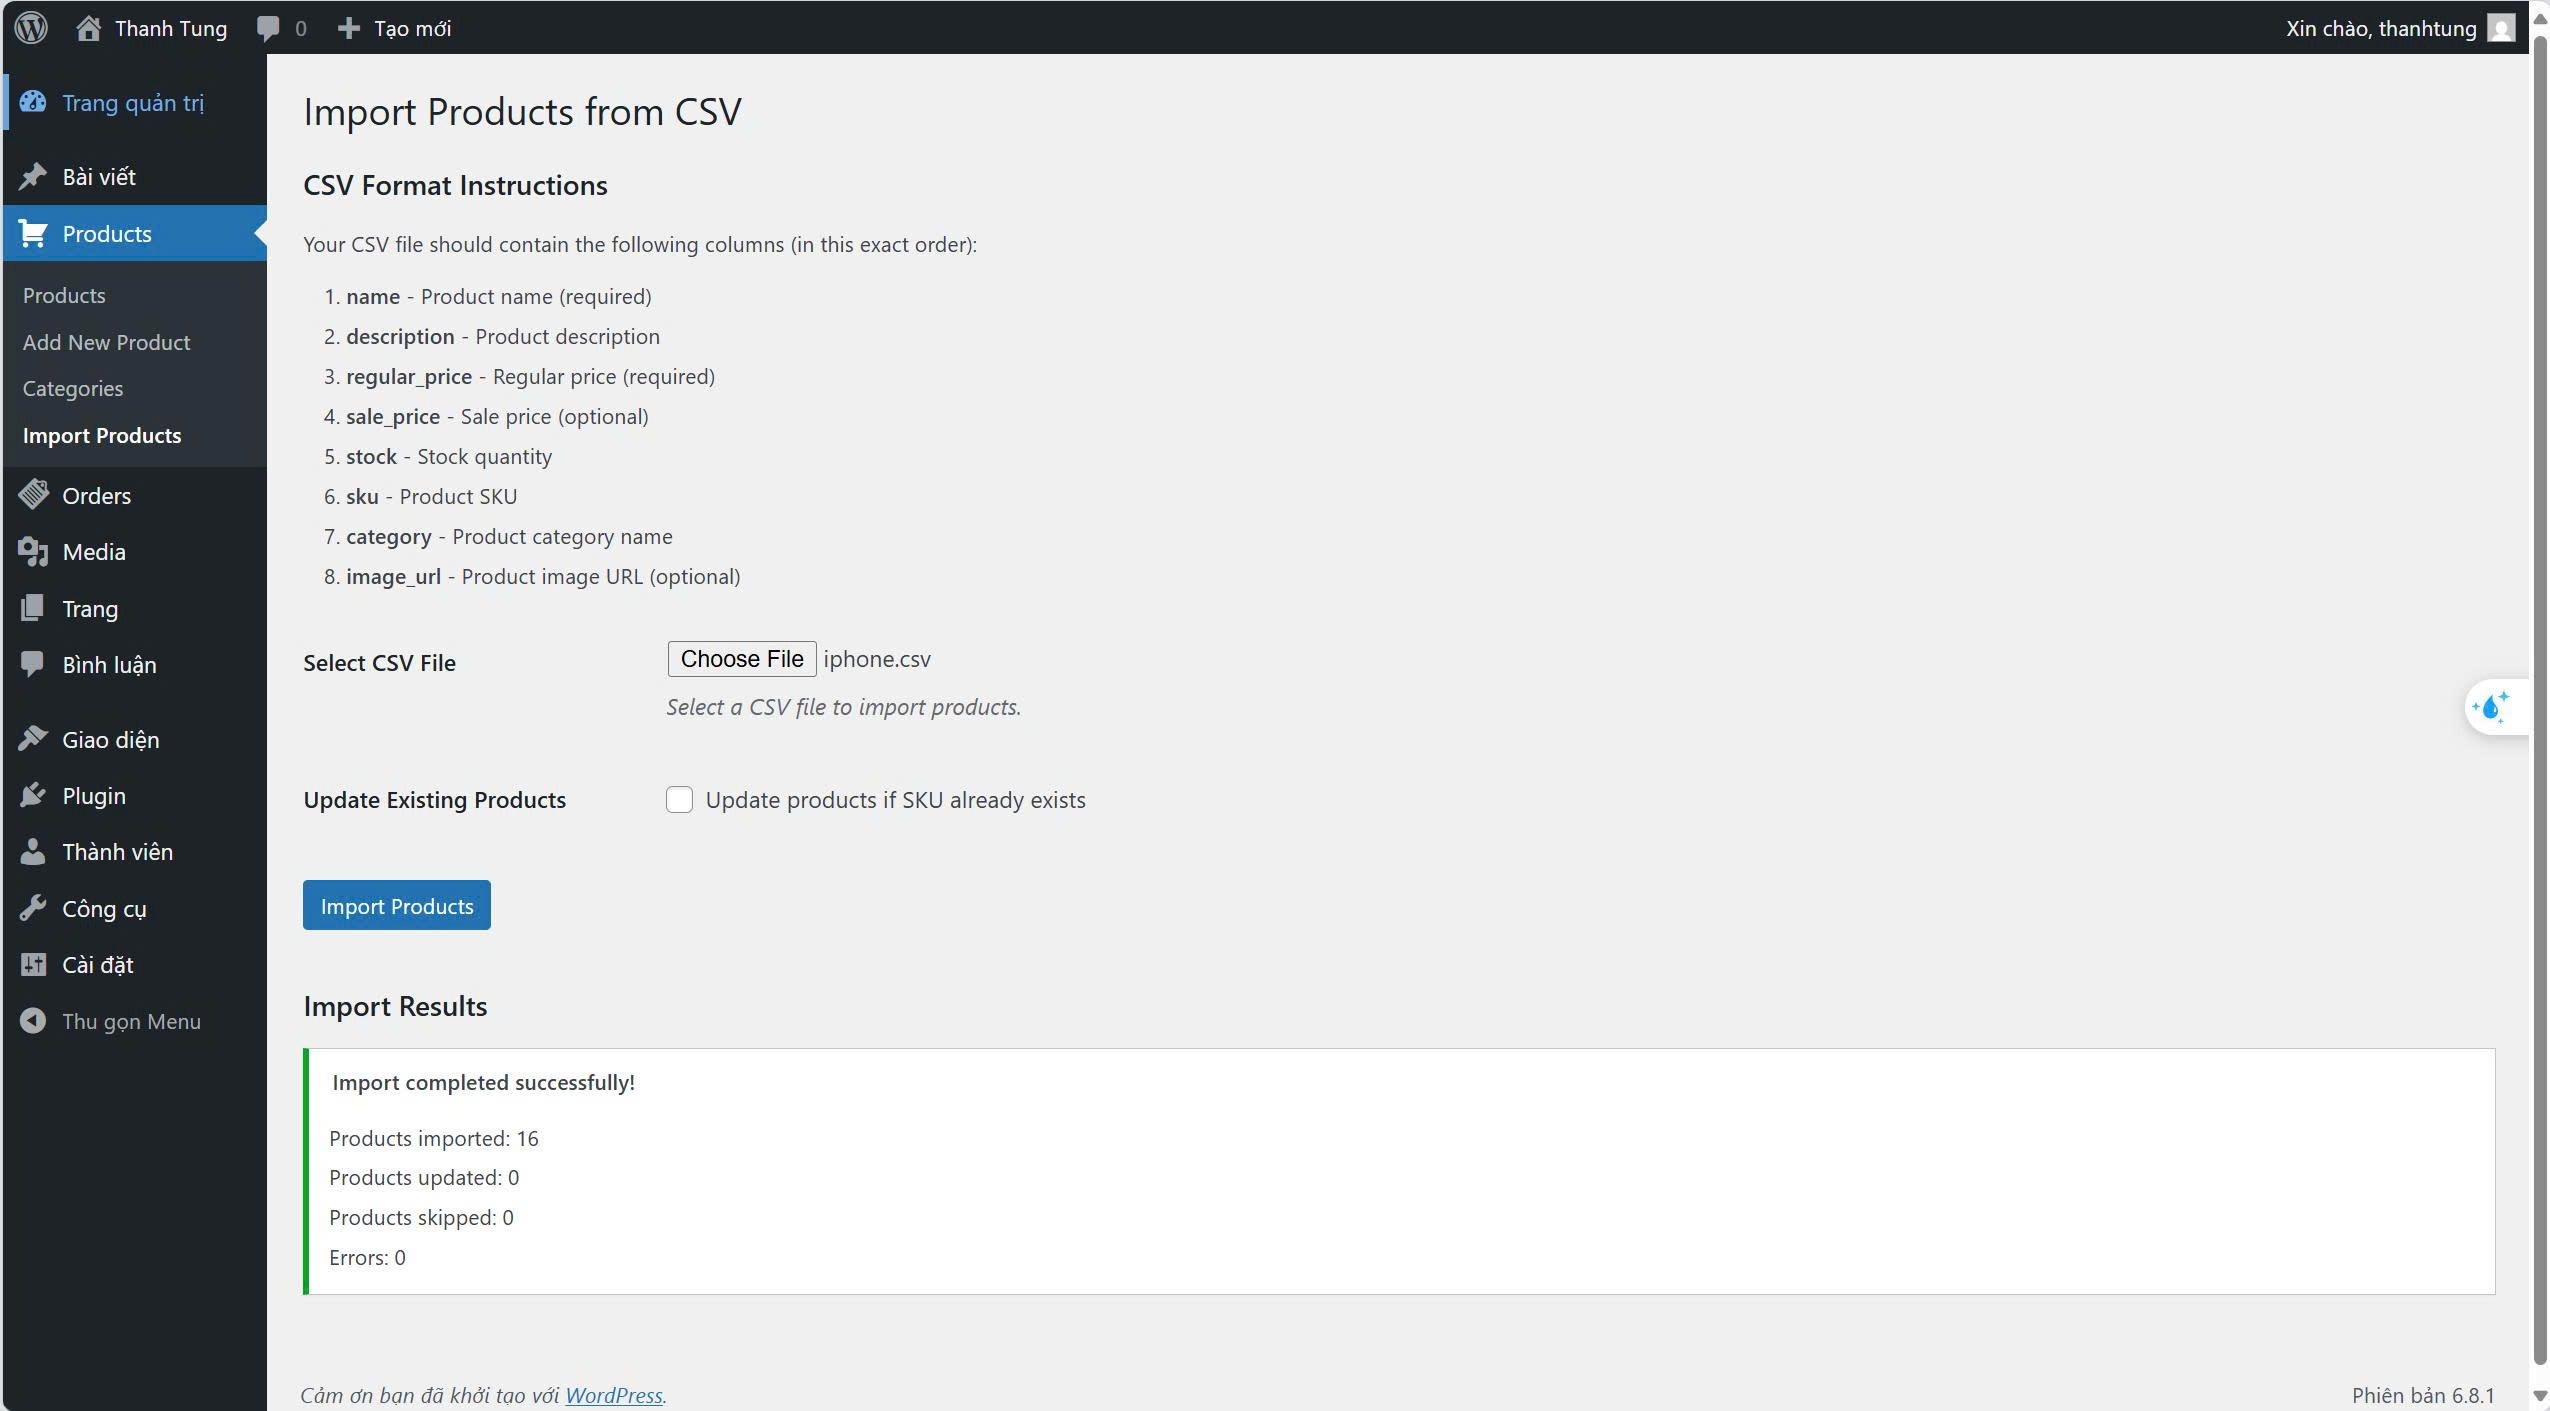 Thanh Tung 0 Tạo mới Xin chào, thanhtung
Trang quản trị
Bài viết
Products
Products
Add New Product
Categories
Import Products
Orders
Media
Trang
Bình luận
Giao diện
Plugin
Thành viên
Công cụ
Cài đặt
Thu gọn Menu
Import Products from CSV
CSV Format Instructions
Your CSV file should contain the following columns (in this exact order):
1. name - Product name (required)
2. description - Product description
3. regular_price - Regular price (required)
4. sale_price - Sale price (optional)
5. stock - Stock quantity
6. sku - Product SKU
7. category - Product category name
8. image_url - Product image URL (optional)
Select CSV File Choose File iphone.csv
Select a CSV file to import products.
Update Existing Products Update products if SKU already exists
Import Products
Import Results
Import completed successfully!
Products imported: 16
Products updated: 0
Products skipped: 0
Errors: 0
Cảm ơn bạn đã khởi tạo với WordPress. Phiên bản 6.8.1